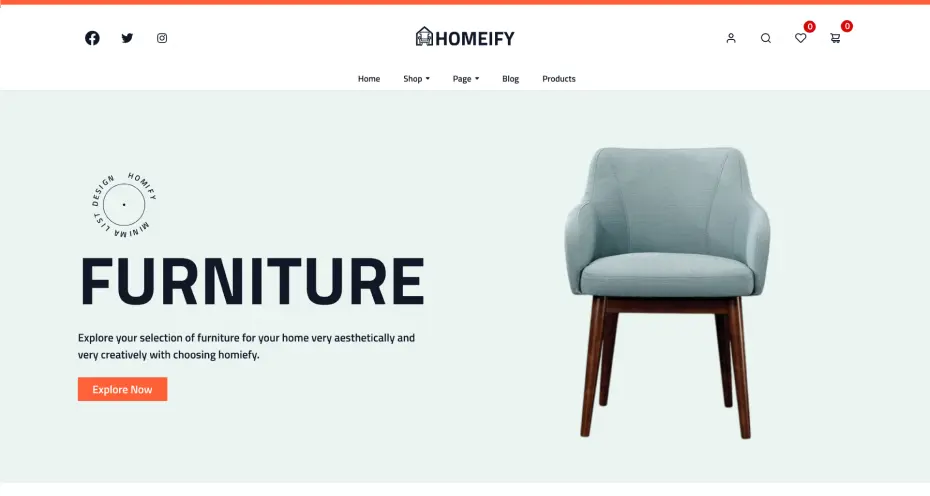 HOMEIFY
0
0
Home Shop Page Blog Products
HOMIFY MINIMA LIST DESIGN
FURNITURE
Explore your selection of furniture for your home very aesthetically and
very creatively with choosing homiefy.
Explore Now